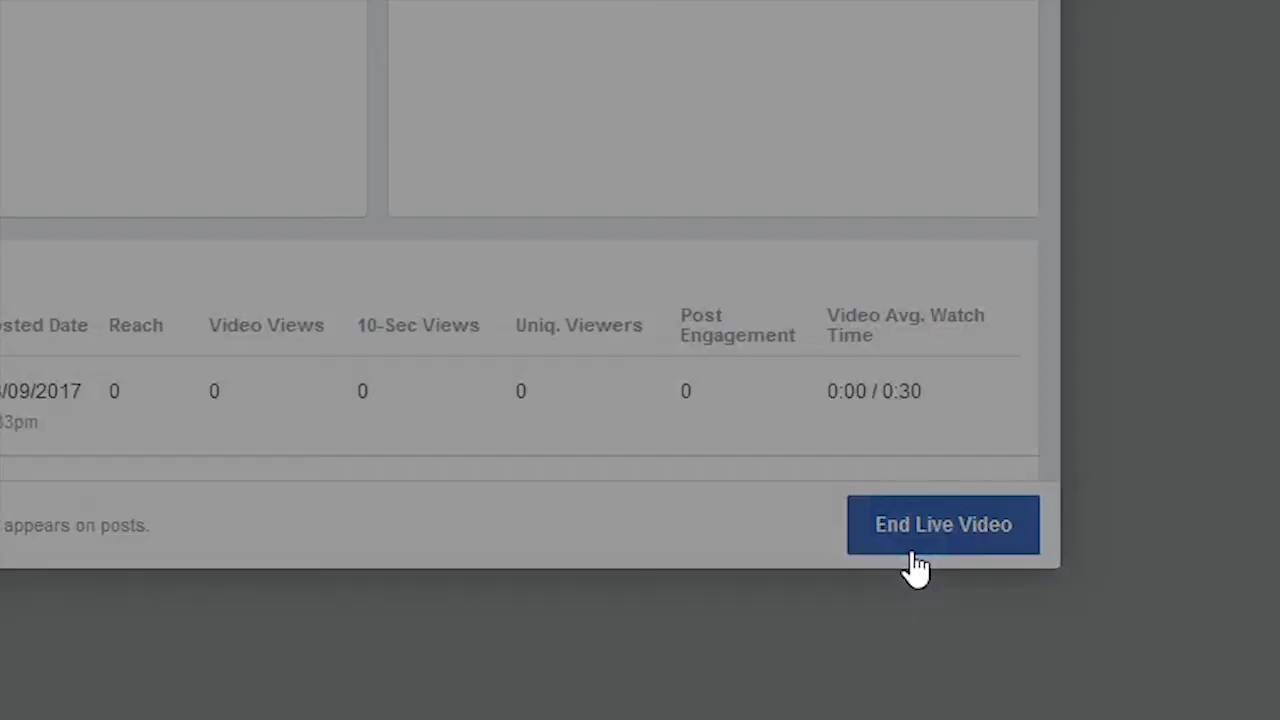 osted Date Reach Video Views 10-Sec Views Uniq. Viewers Post Engagement Video Avg. Watch Time
/09/2017 0 0 0 0 0 0:00 / 0:30
33pm
appears on posts.
End Live Video